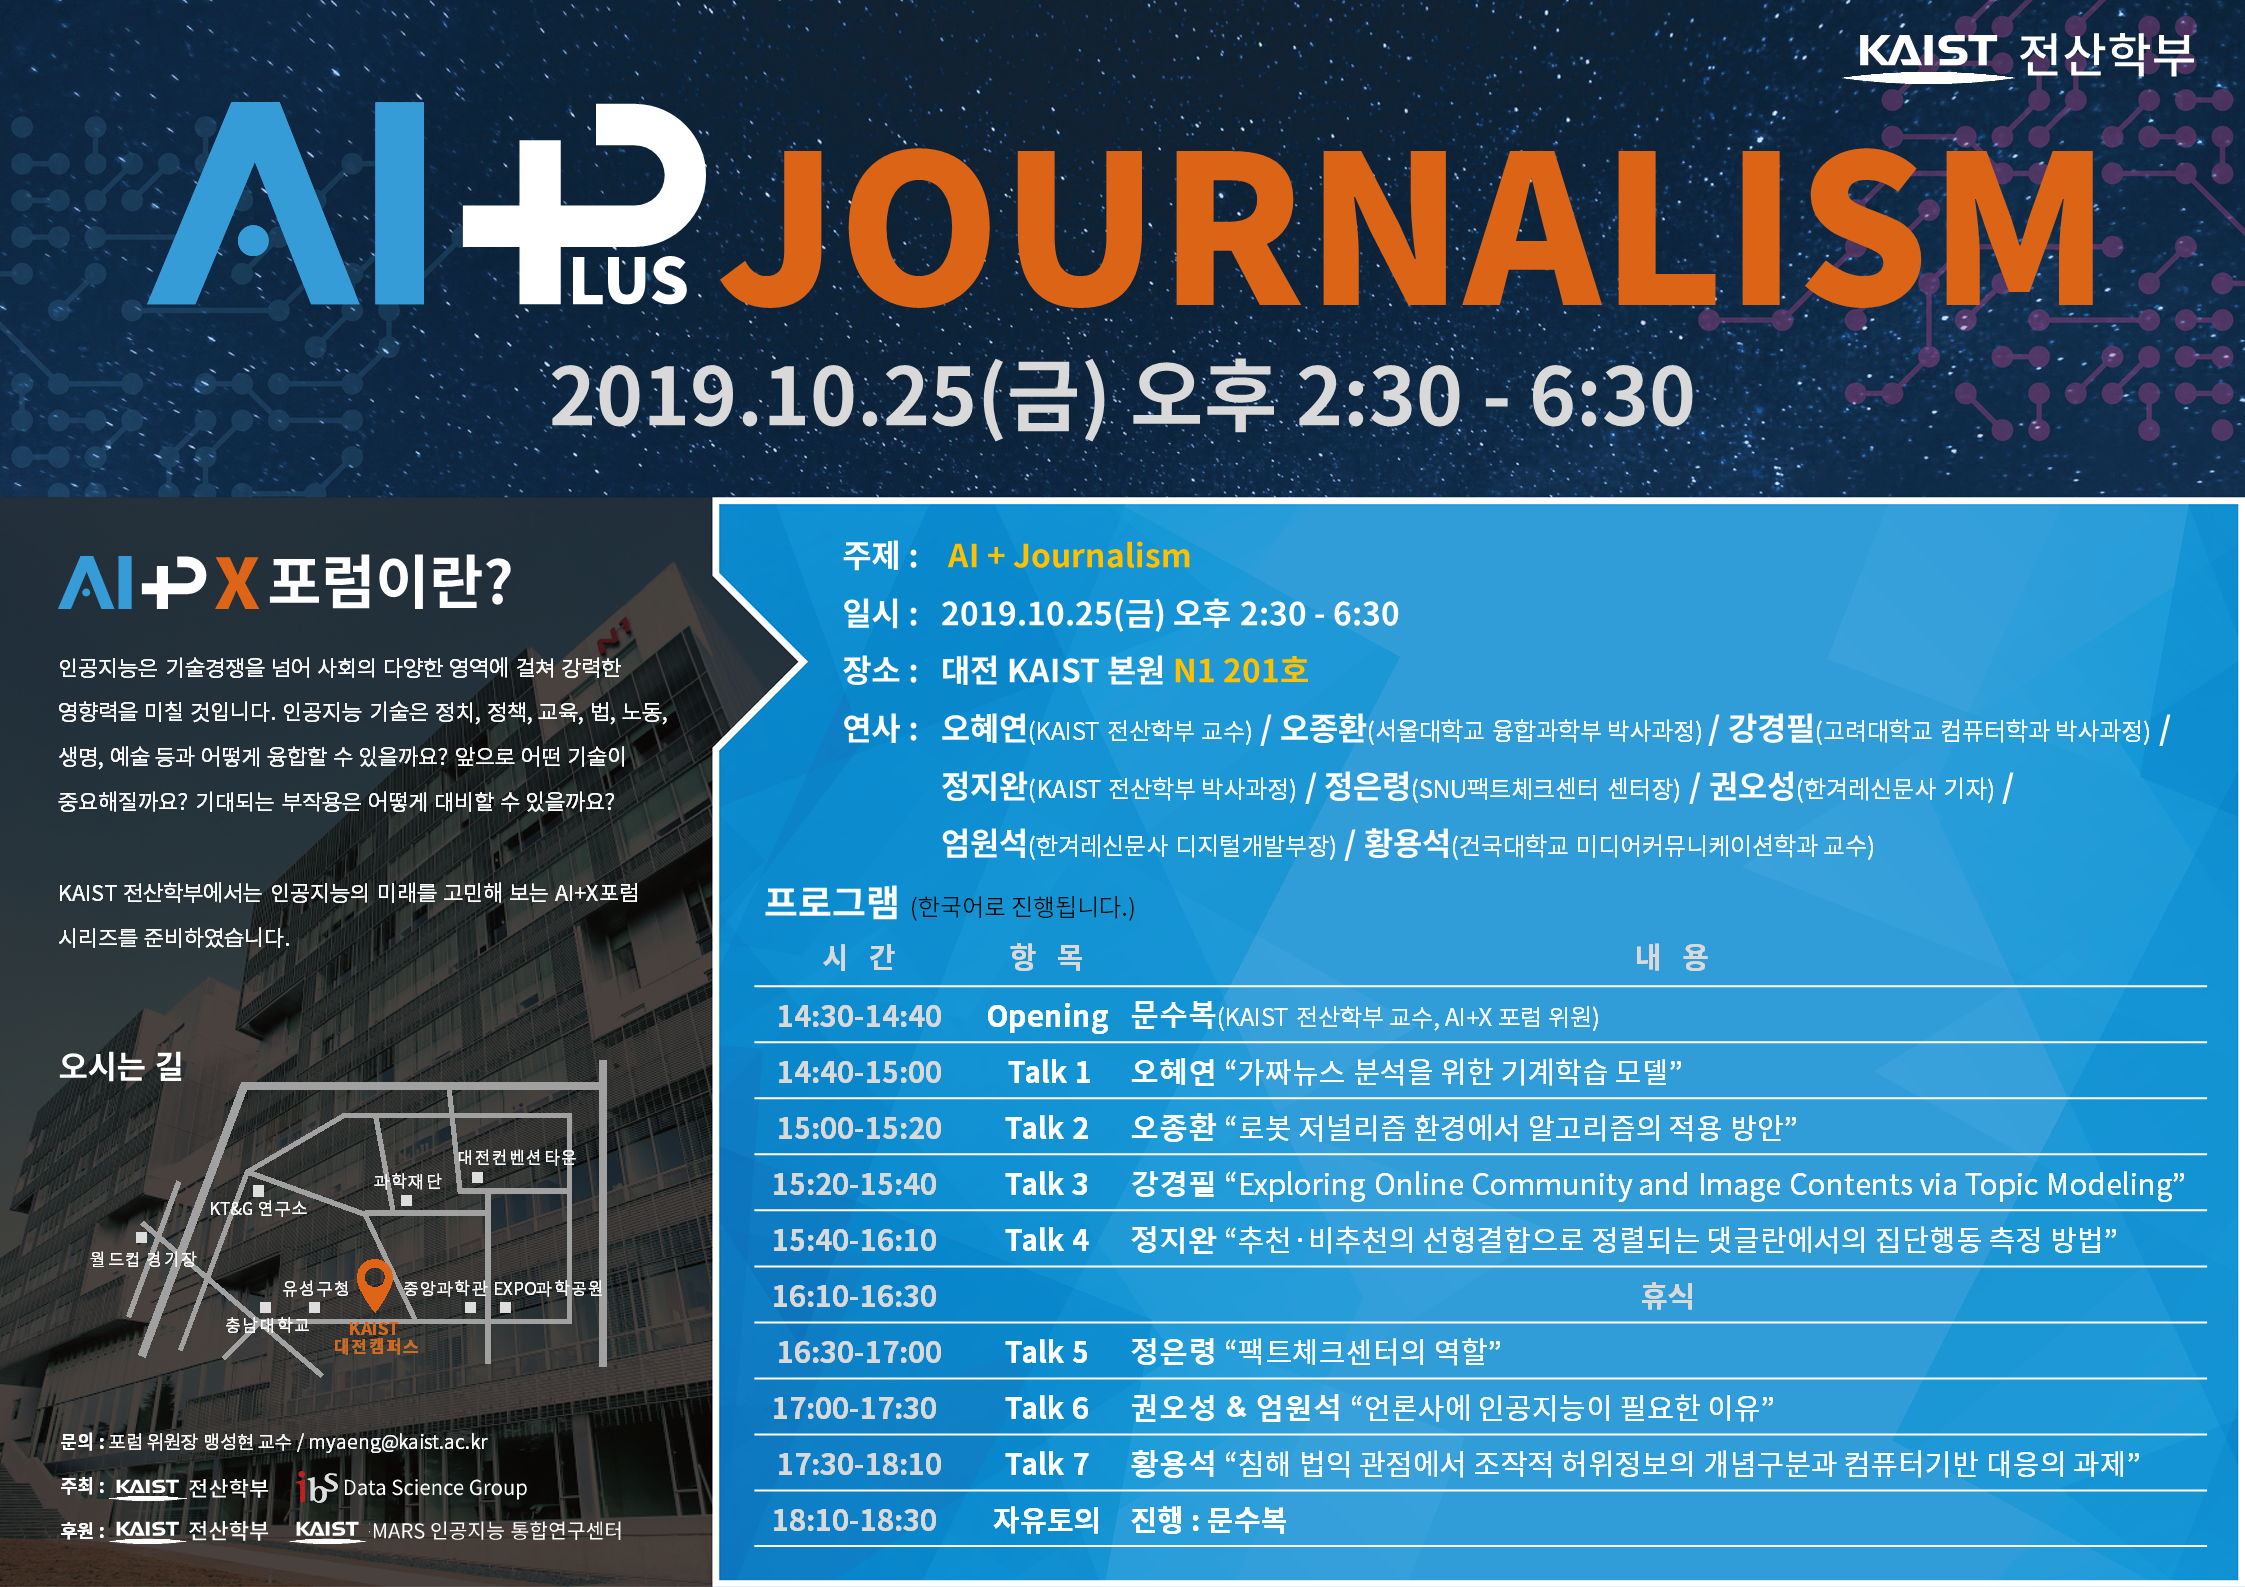 KAIST 전산학부
AI +PLUS JOURNALISM
2019.10.25(금) 오후 2:30 - 6:30
AI +P X 포럼이란?
인공지능은 기술경쟁을 넘어 사회의 다양한 영역에 걸쳐 강력한
영향력을 미칠 것입니다. 인공지능 기술은 정치, 정책, 교육, 법, 노동,
생명, 예술 등과 어떻게 융합할 수 있을까요? 앞으로 어떤 기술이
중요해질까요? 기대되는 부작용은 어떻게 대비할 수 있을까요?
KAIST 전산학부에서는 인공지능의 미래를 고민해 보는 AI+X포럼
시리즈를 준비하였습니다.
N1
오시는 길
대전컨벤션타운
과학재단
KT&G 연구소
월드컵 경기장
유성구청
중앙과학관
EXPO과학공원
충남대학교
KAIST
대전캠퍼스
문의 : 포럼 위원장 맹성현 교수 / myaeng@kaist.ac.kr
주최 : KAIST 전산학부 ibs Data Science Group
후원 : KAIST 전산학부 KAIST MARS 인공지능 통합연구센터
주제 : AI + Journalism
일시 : 2019.10.25(금) 오후 2:30 - 6:30
장소 : 대전 KAIST 본원 N1 201호
연사 : 오혜연(KAIST 전산학부 교수) / 오종환(서울대학교 융합과학부 박사과정) / 강경필(고려대학교 컴퓨터학과 박사과정) /
정지완(KAIST 전산학부 박사과정) / 정은령(SNU팩트체크센터 센터장) / 권오성(한겨레신문사 기자) /
엄원석(한겨레신문사 디지털개발부장) / 황용석(건국대학교 미디어커뮤니케이션학과 교수)
프로그램 (한국어로 진행됩니다.)
시 간 항 목 내 용
14:30-14:40 Opening 문수복(KAIST 전산학부 교수, AI+X 포럼 위원)
14:40-15:00 Talk 1 오혜연 “가짜뉴스 분석을 위한 기계학습 모델”
15:00-15:20 Talk 2 오종환 “로봇 저널리즘 환경에서 알고리즘의 적용 방안”
15:20-15:40 Talk 3 강경필 “Exploring Online Community and Image Contents via Topic Modeling”
15:40-16:10 Talk 4 정지완 “추천·비추천의 선형결합으로 정렬되는 댓글란에서의 집단행동 측정 방법”
16:10-16:30 휴식
16:30-17:00 Talk 5 정은령 “팩트체크센터의 역할”
17:00-17:30 Talk 6 권오성 & 엄원석 “언론사에 인공지능이 필요한 이유”
17:30-18:10 Talk 7 황용석 “침해 법익 관점에서 조작적 허위정보의 개념구분과 컴퓨터기반 대응의 과제”
18:10-18:30 자유토의 진행 : 문수복